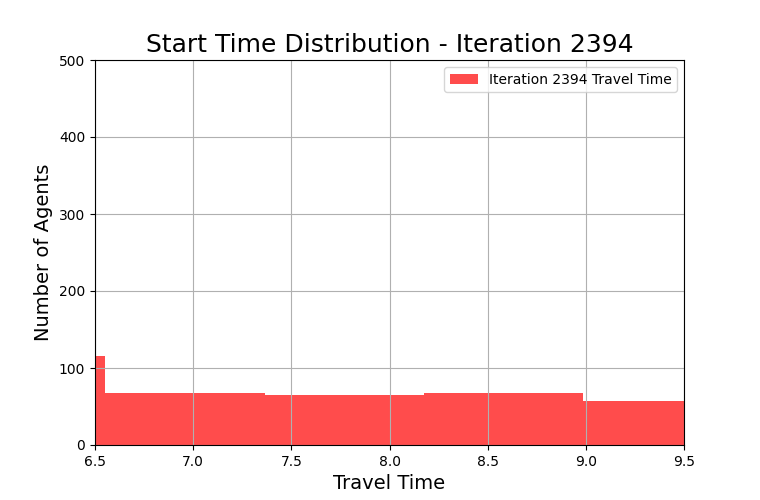 Start Time Distribution - Iteration 2394
Iteration 2394 Travel Time
Number of Agents
500
400
300
200
100
0
6.5 7.0 7.5 8.0 8.5 9.0 9.5
Travel Time